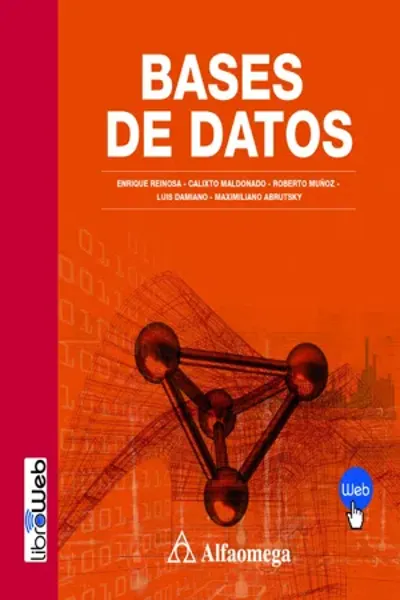 BASES
DE DATOS
ENRIQUE REINOSA - CALIXTO MALDONADO - ROBERTO MUÑOZ -
LUIS DAMIANO - MAXIMILIANO ABRUTSKY
Web
libroweb
Alfaomega